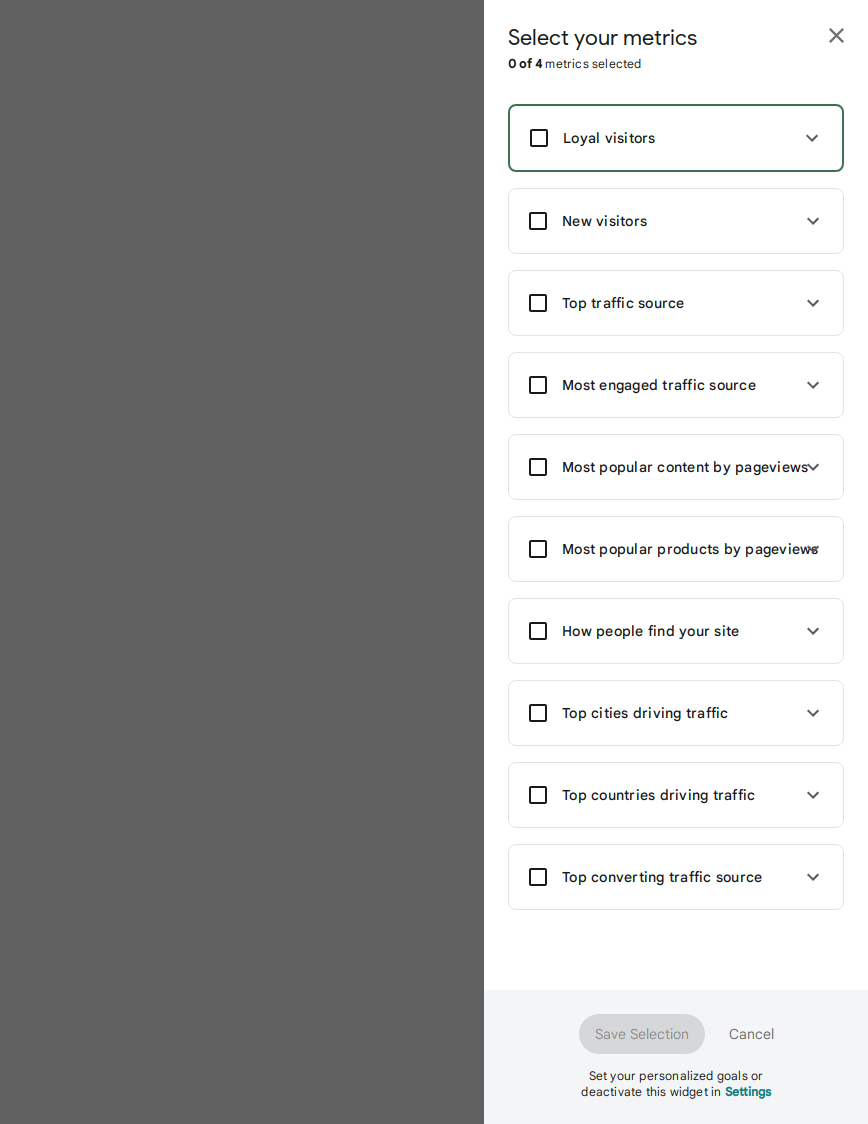 Select your metrics
0 of 4 metrics selected
Loyal visitors
New visitors
Top traffic source
Most engaged traffic source
Most popular content by pageviews
Most popular products by pageviews
How people find your site
Top cities driving traffic
Top countries driving traffic
Top converting traffic source
Save Selection
Cancel
Set your personalized goals or
deactivate this widget in Settings